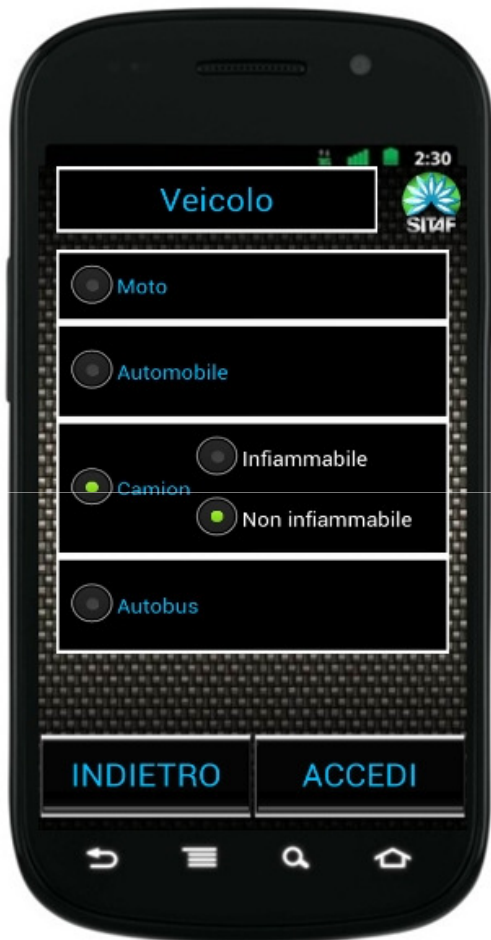 2:30
Veicolo
SITAF
Moto
Automobile
Infiammabile
Camion
Non infiammabile
Autobus
INDIETRO
ACCEDI